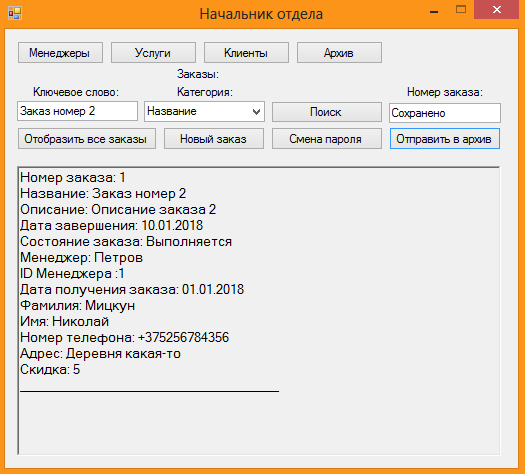 Начальник отдела
Менеджеры Услуги Клиенты Архив
Заказы:
Ключевое слово: Категория: Номер заказа:
Заказ номер 2 Название Поиск Сохранено
Отобразить все заказы Новый заказ Смена пароля Отправить в архив
Номер заказа: 1
Название: Заказ номер 2
Описание: Описание заказа 2
Дата завершения: 10.01.2018
Состояние заказа: Выполняется
Менеджер: Петров
ID Менеджера :1
Дата получения заказа: 01.01.2018
Фамилия: Мицкун
Имя: Николай
Номер телефона: +375256784356
Адрес: Деревня какая-то
Скидка: 5